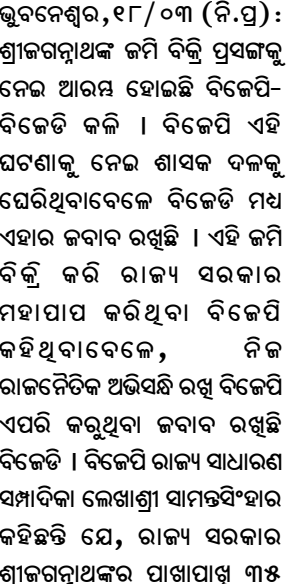 ଭୁବନେଶ୍ୱର,୧୮/୦୩ (ନି.ପ୍ର):
ଶ୍ରୀଜଗନ୍ନାଥଙ୍କ ଜମି ବିକ୍ରି ପ୍ରସଙ୍ଗକୁ
ନେଇ ଆରମ୍ଭ ହୋଇଛି ବିଜେପି-
ବିଜେଡି କଳି । ବିଜେପି ଏହି
ଘଟଣାକୁ ନେଇ ଶାସକ ଦଳକୁ
ଘେରିଥିବାବେଳେ ବିଜେଡି ମଧ୍ୟ
ଏହାର ଜବାବ ରଖିଛି । ଏହି ଜମି
ବିକ୍ରି କରି ରାଜ୍ୟ ସରକାର
ମହାପାପ କରିଥିବା ବିଜେପି
କହିଥିବାବେଳେ, ନିଜ
ରାଜନୈତିକ ଅଭିସନ୍ଧି ରଖି ବିଜେପି
ଏପରି କରୁଥିବା ଜବାବ ରଖିଛି
ବିଜେଡି । ବିଜେପି ରାଜ୍ୟ ସାଧାରଣ
ସମ୍ପାଦିକା ଲେଖାଶ୍ରୀ ସାମନ୍ତସିଂହାର
କହିଛନ୍ତି ଯେ, ରାଜ୍ୟ ସରକାର
ଶ୍ରୀଜଗନ୍ନାଥଙ୍କର ପାଖାପାଖି ୩୫